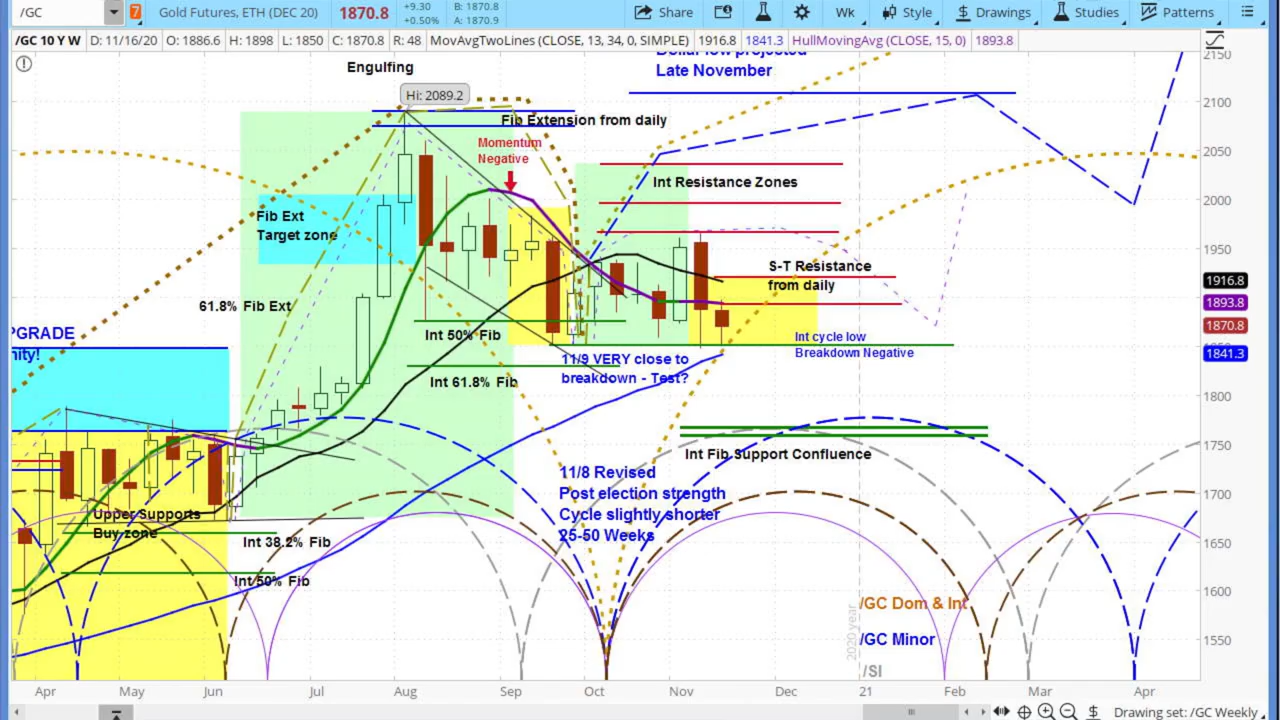 /GC
7
Gold Futures, ETH (DEC 20)
1870.8
+9.30
+0.50%
B: 1870.8
A: 1870.9
Share
Wk
Style
$ Drawings
Studies
Patterns
/GC 10 Y W
D: 11/16/20
O: 1886.6
H: 1898
L: 1850
C: 1870.8
R: 48
MovAvgTwoLines (CLOSE, 13, 34, 0, SIMPLE)
1916.8
1841.3
HullMovingAvg (CLOSE, 15, 0)
1893.8
Dollar low projected
Late November
Engulfing
Hi: 2089.2
Fib Extension from daily
Momentum
Negative
Int Resistance Zones
Fib Ext
Target zone
S-T Resistance
from daily
61.8% Fib Ext
PGRADE
nity!
Int 50% Fib
Int cycle low
Breakdown Negative
11/9 VERY close to
breakdown - Test?
Int 61.8% Fib
Int Fib Support Confluence
11/8 Revised
Post election strength
Cycle slightly shorter
25-50 Weeks
Upper Supports
Buy zone
Int 38.2% Fib
Int 50% Fib
/GC Dom & Int
/GC Minor
/SI
2020 year
2150
2100
2050
2000
1950
1916.8
1893.8
1870.8
1850
1841.3
1800
1750
1700
1650
1600
1550
Apr
May
Jun
Jul
Aug
Sep
Oct
Nov
Dec
21
Feb
Mar
Apr
$
Drawing set: /GC Weekly